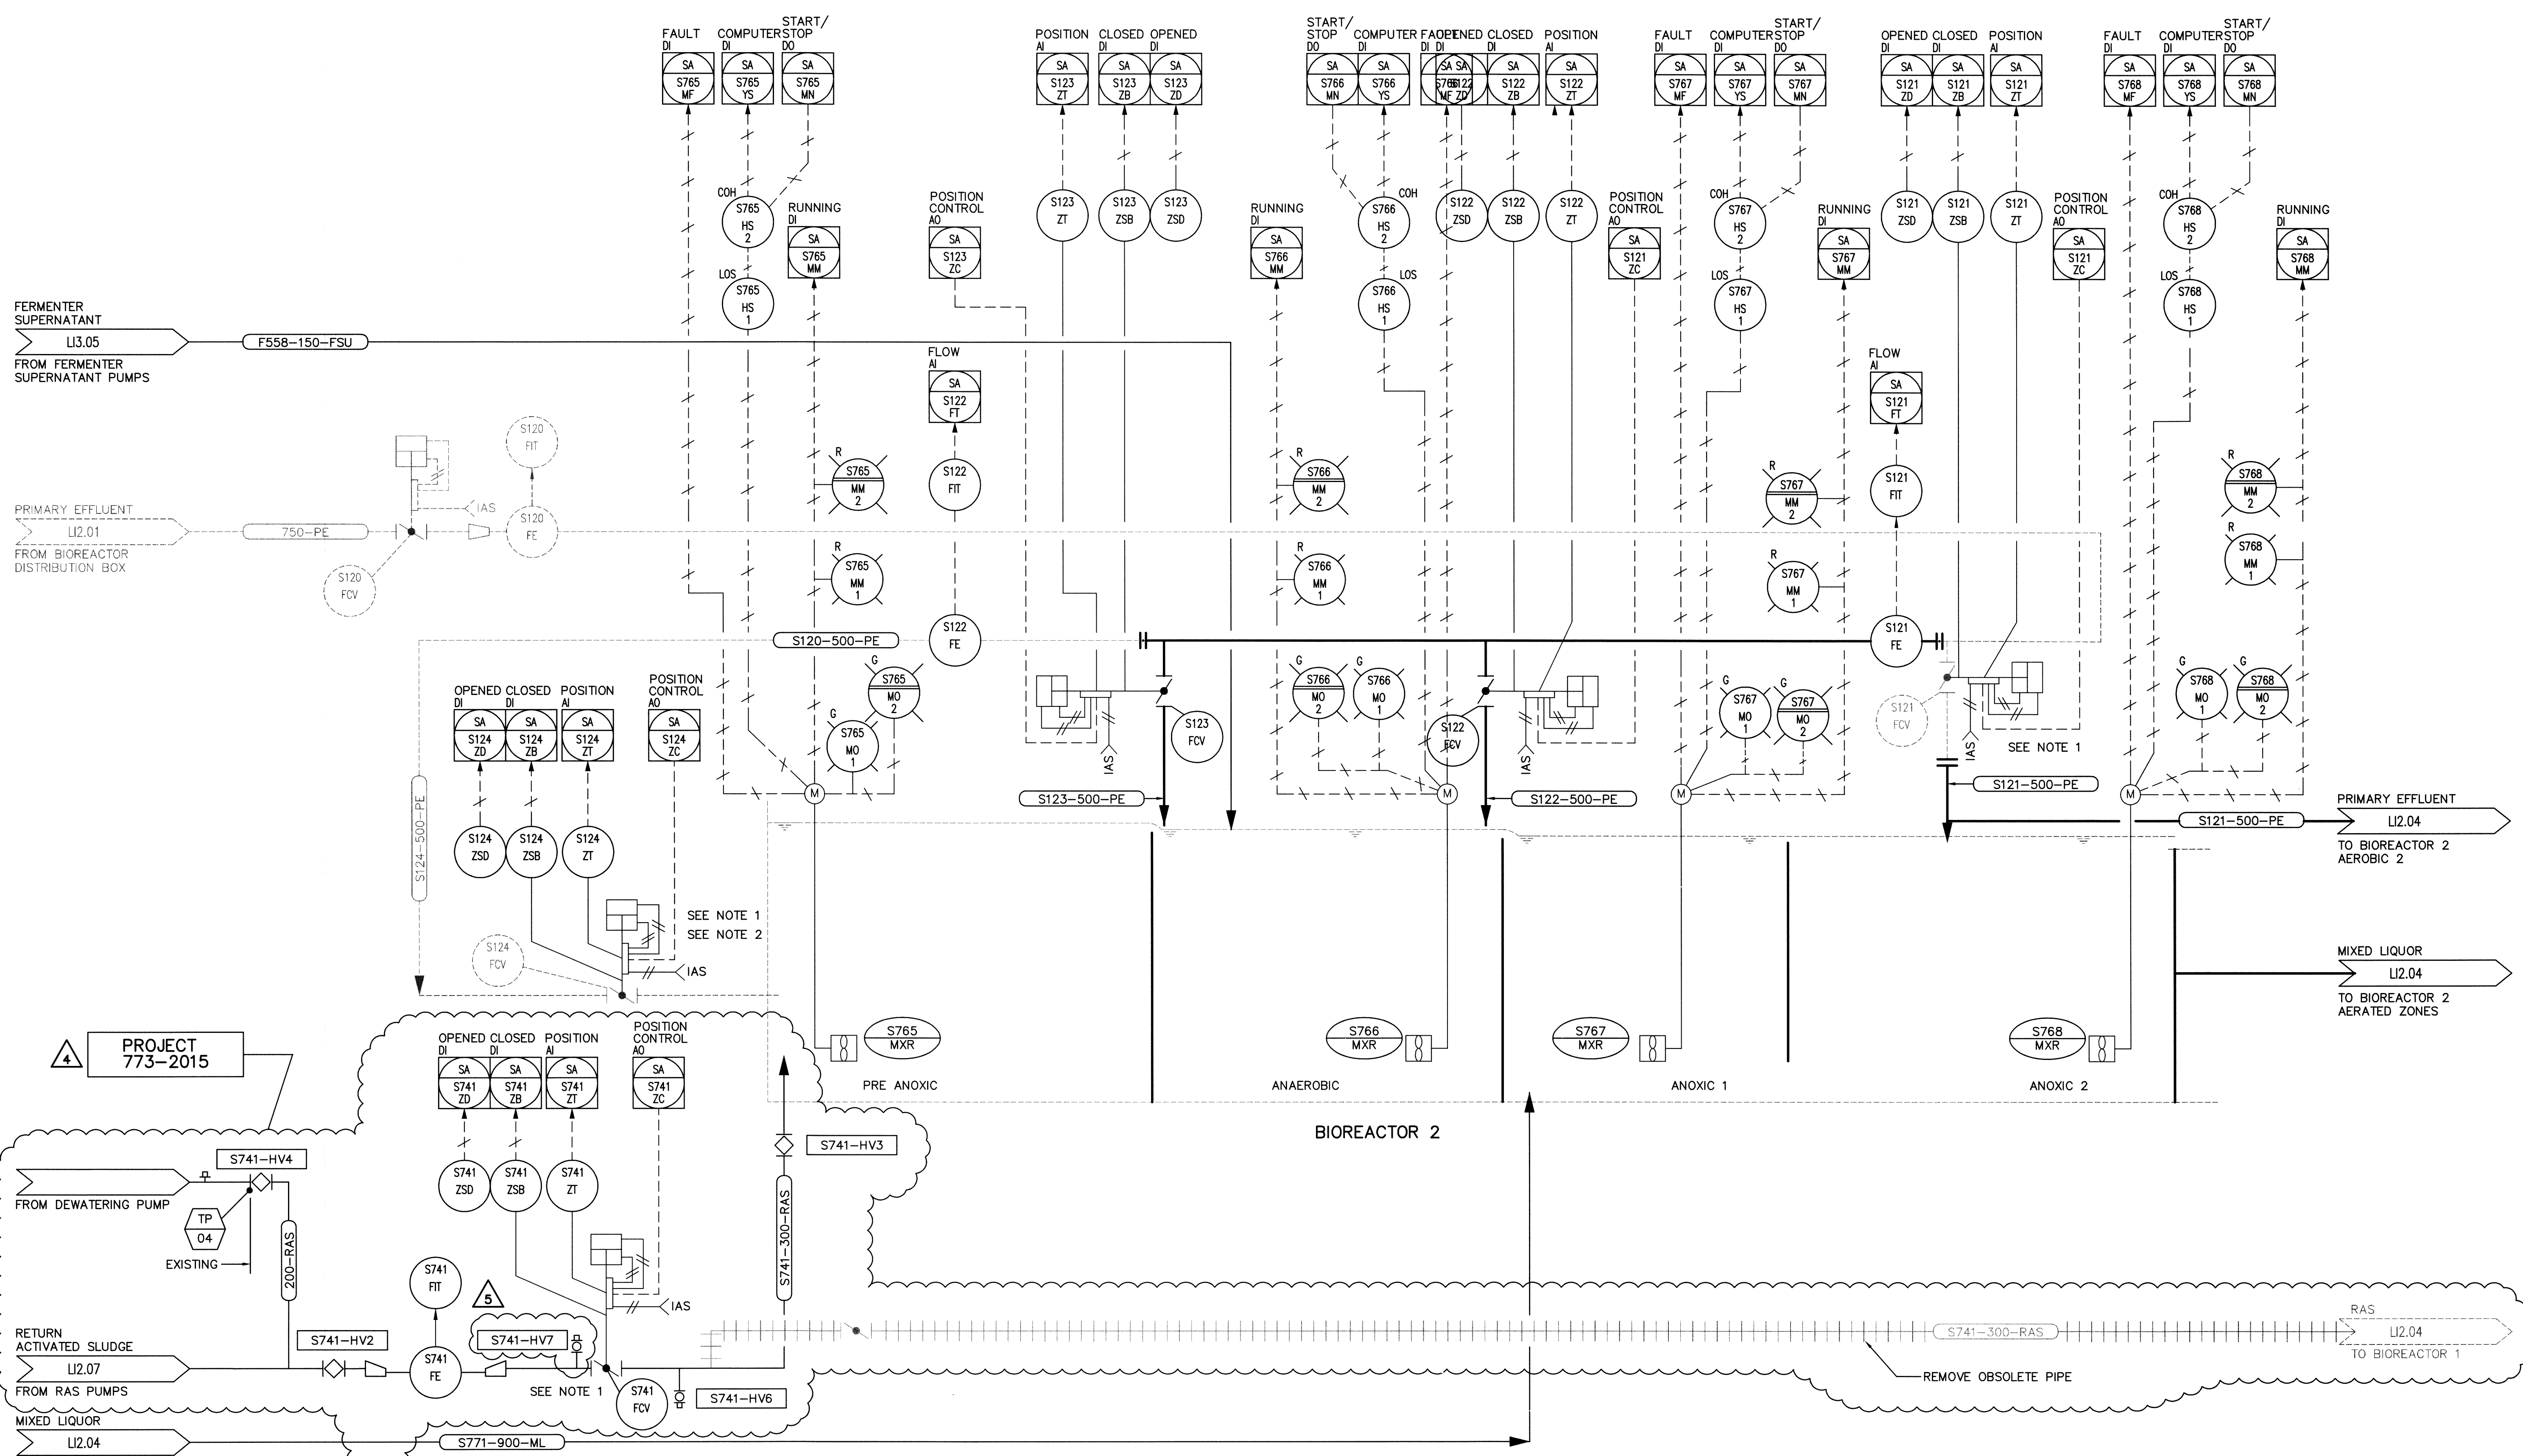 FAULT
DI
SA
S765
MF
COMPUTER
DI
SA
S765
YS
START/
STOP
DO
SA
S765
MN
POSITION
AI
SA
S123
ZT
CLOSED
DI
SA
S123
ZB
OPENED
DI
SA
S123
ZD
START/
STOP
DO
SA
S766
MN
COMPUTER
DI
SA
S766
YS
FAULT
DI
SA
S766
MF
OPENED
DI
SA
S122
ZD
CLOSED
DI
SA
S122
ZB
POSITION
AI
SA
S122
ZT
FAULT
DI
SA
S767
MF
COMPUTER
DI
SA
S767
YS
START/
STOP
DO
SA
S767
MN
OPENED
DI
SA
S121
ZD
CLOSED
DI
SA
S121
ZB
POSITION
AI
SA
S121
ZT
FAULT
DI
SA
S768
MF
COMPUTER
DI
SA
S768
YS
START/
STOP
DO
SA
S768
MN
COH
S765
HS
2
LOS
S765
HS
1
RUNNING
DI
SA
S765
MM
POSITION
CONTROL
AO
SA
S123
ZC
S123
ZT
S123
ZSB
S123
ZSD
RUNNING
DI
SA
S766
MM
COH
S766
HS
2
LOS
S766
HS
1
S122
ZSD
S122
ZSB
S122
ZT
POSITION
CONTROL
AO
SA
S121
ZC
COH
S767
HS
2
LOS
S767
HS
1
RUNNING
DI
SA
S767
MM
S121
ZSD
S121
ZSB
S121
ZT
POSITION
CONTROL
AO
SA
S121
ZC
COH
S768
HS
2
LOS
S768
HS
1
RUNNING
DI
SA
S768
MM
FERMENTER
SUPERNATANT
LI3.05
FROM FERMENTER
SUPERNATANT PUMPS
F558-150-FSU
FLOW
AI
SA
S122
FT
FLOW
AI
SA
S121
FT
S120
FIT
IAS
S120
FE
PRIMARY EFFLUENT
LI2.01
FROM BIOREACTOR
DISTRIBUTION BOX
750-PE
S120
FCV
R
S765
MM
2
S122
FIT
R
S766
MM
2
R
S767
MM
2
S121
FIT
R
S768
MM
2
R
S765
MM
1
R
S766
MM
1
R
S767
MM
1
R
S768
MM
1
S120-500-PE
S122
FE
S121
FE
G
S765
MO
2
G
S765
MO
1
G
S766
MO
2
G
S766
MO
1
G
S767
MO
1
G
S767
MO
2
G
S768
MO
1
G
S768
MO
2
S123
FCV
IAS
S122
FCV
IAS
S121
FCV
IAS
SEE NOTE 1
OPENED
DI
SA
S124
ZD
CLOSED
DI
SA
S124
ZB
POSITION
AI
SA
S124
ZT
POSITION
CONTROL
AO
SA
S124
ZC
M
S123-500-PE
M
S122-500-PE
M
S121-500-PE
M
S121-500-PE
PRIMARY EFFLUENT
LI2.04
TO BIOREACTOR 2
AEROBIC 2
S124-500-PE
S124
ZSD
S124
ZSB
S124
ZT
SEE NOTE 1
SEE NOTE 2
S124
FCV
IAS
MIXED LIQUOR
LI2.04
TO BIOREACTOR 2
AERATED ZONES
S765
MXR
S766
MXR
S767
MXR
S768
MXR
PRE ANOXIC
ANAEROBIC
ANOXIC 1
ANOXIC 2
BIOREACTOR 2
4
PROJECT
773-2015
OPENED
DI
SA
S741
ZD
CLOSED
DI
SA
S741
ZB
POSITION
AI
SA
S741
ZT
POSITION
CONTROL
AO
SA
S741
ZC
S741-HV3
S741-HV4
FROM DEWATERING PUMP
TP
04
EXISTING
200-RAS
S741
ZSD
S741
ZSB
S741
ZT
S741-300-RAS
S741
FIT
5
IAS
RETURN
ACTIVATED SLUDGE
LI2.07
FROM RAS PUMPS
S741-HV2
S741
FE
S741-HV7
SEE NOTE 1
S741
FCV
S741-HV6
S741-300-RAS
RAS
LI2.04
TO BIOREACTOR 1
REMOVE OBSOLETE PIPE
MIXED LIQUOR
LI2.04
S771-900-ML